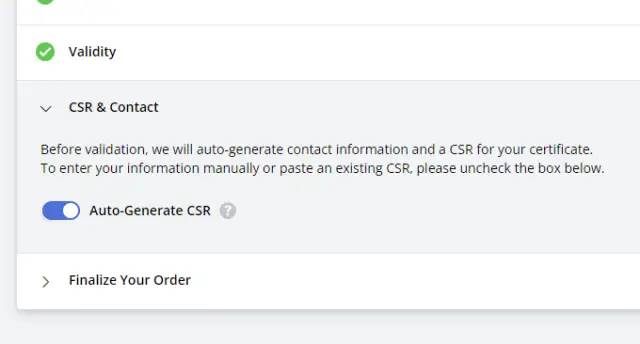 Validity
CSR & Contact
Before validation, we will auto-generate contact information and a CSR for your certificate.
To enter your information manually or paste an existing CSR, please uncheck the box below.
Auto-Generate CSR ?
Finalize Your Order